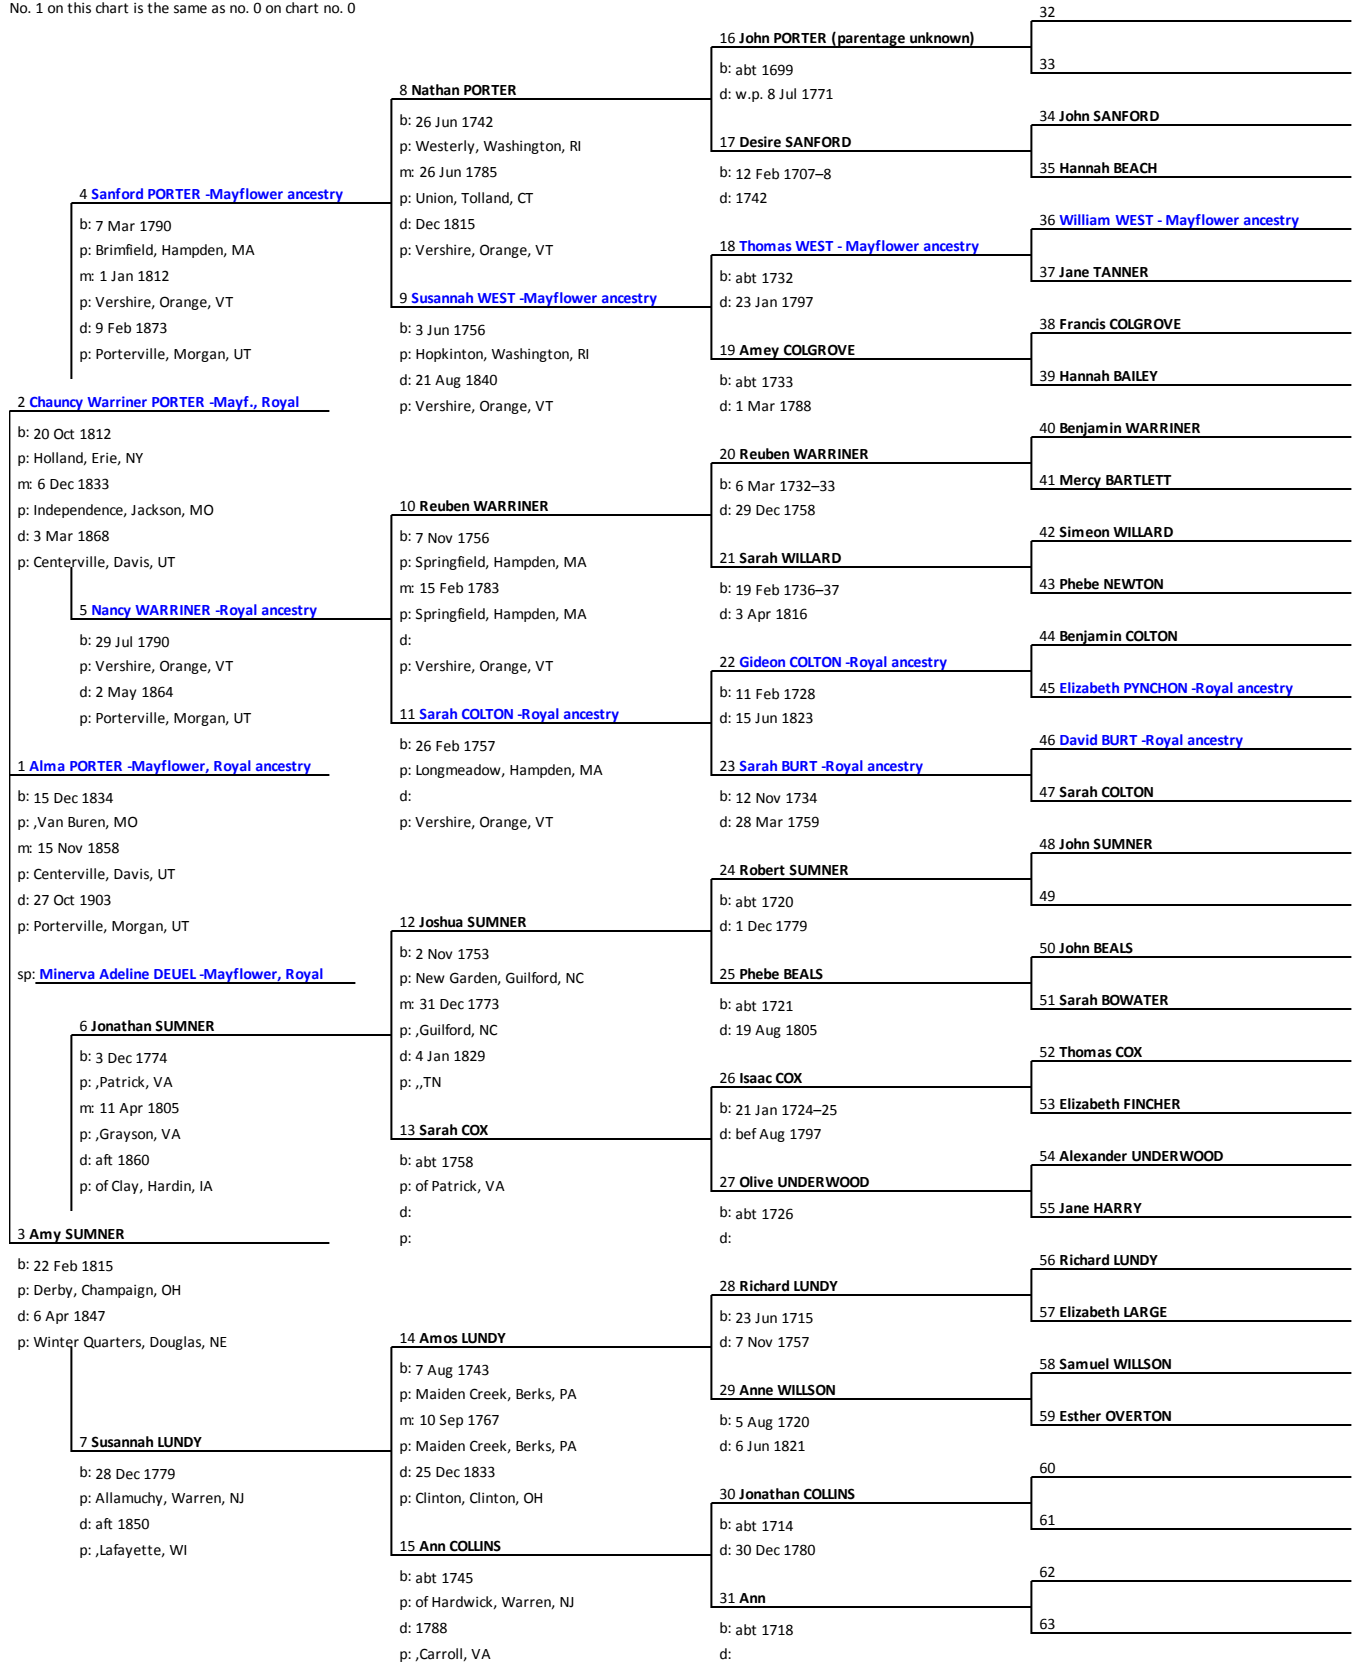 No. 1 on this chart is the same as no. 0 on chart no. 0
4 Sanford PORTER -Mayflower ancestry
b: 7 Mar 1790
p: Brimfield, Hampden, MA
m: 1 Jan 1812
p: Vershire, Orange, VT
d: 9 Feb 1873
p: Porterville, Morgan, UT
2 Chauncy Warriner PORTER -Mayf., Royal
b: 20 Oct 1812
p: Holland, Erie, NY
m: 6 Dec 1833
p: Independence, Jackson, MO
d: 3 Mar 1868
p: Centerville, Davis, UT
5 Nancy WARRINER -Royal ancestry
b: 29 Jul 1790
p: Vershire, Orange, VT
d: 2 May 1864
p: Porterville, Morgan, UT
1 Alma PORTER -Mayflower, Royal ancestry
b: 15 Dec 1834
p: ,Van Buren, MO
m: 15 Nov 1858
p: Centerville, Davis, UT
d: 27 Oct 1903
p: Porterville, Morgan, UT
sp: Minerva Adeline DEUEL -Mayflower, Royal
6 Jonathan SUMNER
b: 3 Dec 1774
p: ,Patrick, VA
m: 11 Apr 1805
p: ,Grayson, VA
d: aft 1860
p: of Clay, Hardin, IA
3 Amy SUMNER
b: 22 Feb 1815
p: Derby, Champaign, OH
d: 6 Apr 1847
p: Winter Quarters, Douglas, NE
7 Susannah LUNDY
b: 28 Dec 1779
p: Allamuchy, Warren, NJ
d: aft 1850
p: ,Lafayette, WI
8 Nathan PORTER
b: 26 Jun 1742
p: Westerly, Washington, RI
m: 26 Jun 1785
p: Union, Tolland, CT
d: Dec 1815
p: Vershire, Orange, VT
9 Susannah WEST -Mayflower ancestry
b: 3 Jun 1756
p: Hopkinton, Washington, RI
d: 21 Aug 1840
p: Vershire, Orange, VT
10 Reuben WARRINER
b: 7 Nov 1756
p: Springfield, Hampden, MA
m: 15 Feb 1783
p: Springfield, Hampden, MA
d:
p: Vershire, Orange, VT
11 Sarah COLTON -Royal ancestry
b: 26 Feb 1757
p: Longmeadow, Hampden, MA
d:
p: Vershire, Orange, VT
12 Joshua SUMNER
b: 2 Nov 1753
p: New Garden, Guilford, NC
m: 31 Dec 1773
p: ,Guilford, NC
d: 4 Jan 1829
p: ,,TN
13 Sarah COX
b: abt 1758
p: of Patrick, VA
d:
p:
14 Amos LUNDY
b: 7 Aug 1743
p: Maiden Creek, Berks, PA
m: 10 Sep 1767
p: Maiden Creek, Berks, PA
d: 25 Dec 1833
p: Clinton, Clinton, OH
15 Ann COLLINS
b: abt 1745
p: of Hardwick, Warren, NJ
d: 1788
p: ,Carroll, VA
16 John PORTER (parentage unknown)
b: abt 1699
d: w.p. 8 Jul 1771
17 Desire SANFORD
b: 12 Feb 1707–8
d: 1742
18 Thomas WEST - Mayflower ancestry
b: abt 1732
d: 23 Jan 1797
19 Amey COLGROVE
b: abt 1733
d: 1 Mar 1788
20 Reuben WARRINER
b: 6 Mar 1732–33
d: 29 Dec 1758
21 Sarah WILLARD
b: 19 Feb 1736–37
d: 3 Apr 1816
22 Gideon COLTON -Royal ancestry
b: 11 Feb 1728
d: 15 Jun 1823
23 Sarah BURT -Royal ancestry
b: 12 Nov 1734
d: 28 Mar 1759
24 Robert SUMNER
b: abt 1720
d: 1 Dec 1779
25 Phebe BEALS
b: abt 1721
d: 19 Aug 1805
26 Isaac COX
b: 21 Jan 1724–25
d: bef Aug 1797
27 Olive UNDERWOOD
b: abt 1726
d:
28 Richard LUNDY
b: 23 Jun 1715
d: 7 Nov 1757
29 Anne WILLSON
b: 5 Aug 1720
d: 6 Jun 1821
30 Jonathan COLLINS
b: abt 1714
d: 30 Dec 1780
31 Ann
b: abt 1718
d:
32
33
34 John SANFORD
35 Hannah BEACH
36 William WEST - Mayflower ancestry
37 Jane TANNER
38 Francis COLGROVE
39 Hannah BAILEY
40 Benjamin WARRINER
41 Mercy BARTLETT
42 Simeon WILLARD
43 Phebe NEWTON
44 Benjamin COLTON
45 Elizabeth PYNCHON -Royal ancestry
46 David BURT -Royal ancestry
47 Sarah COLTON
48 John SUMNER
49
50 John BEALS
51 Sarah BOWATER
52 Thomas COX
53 Elizabeth FINCHER
54 Alexander UNDERWOOD
55 Jane HARRY
56 Richard LUNDY
57 Elizabeth LARGE
58 Samuel WILLSON
59 Esther OVERTON
60
61
62
63